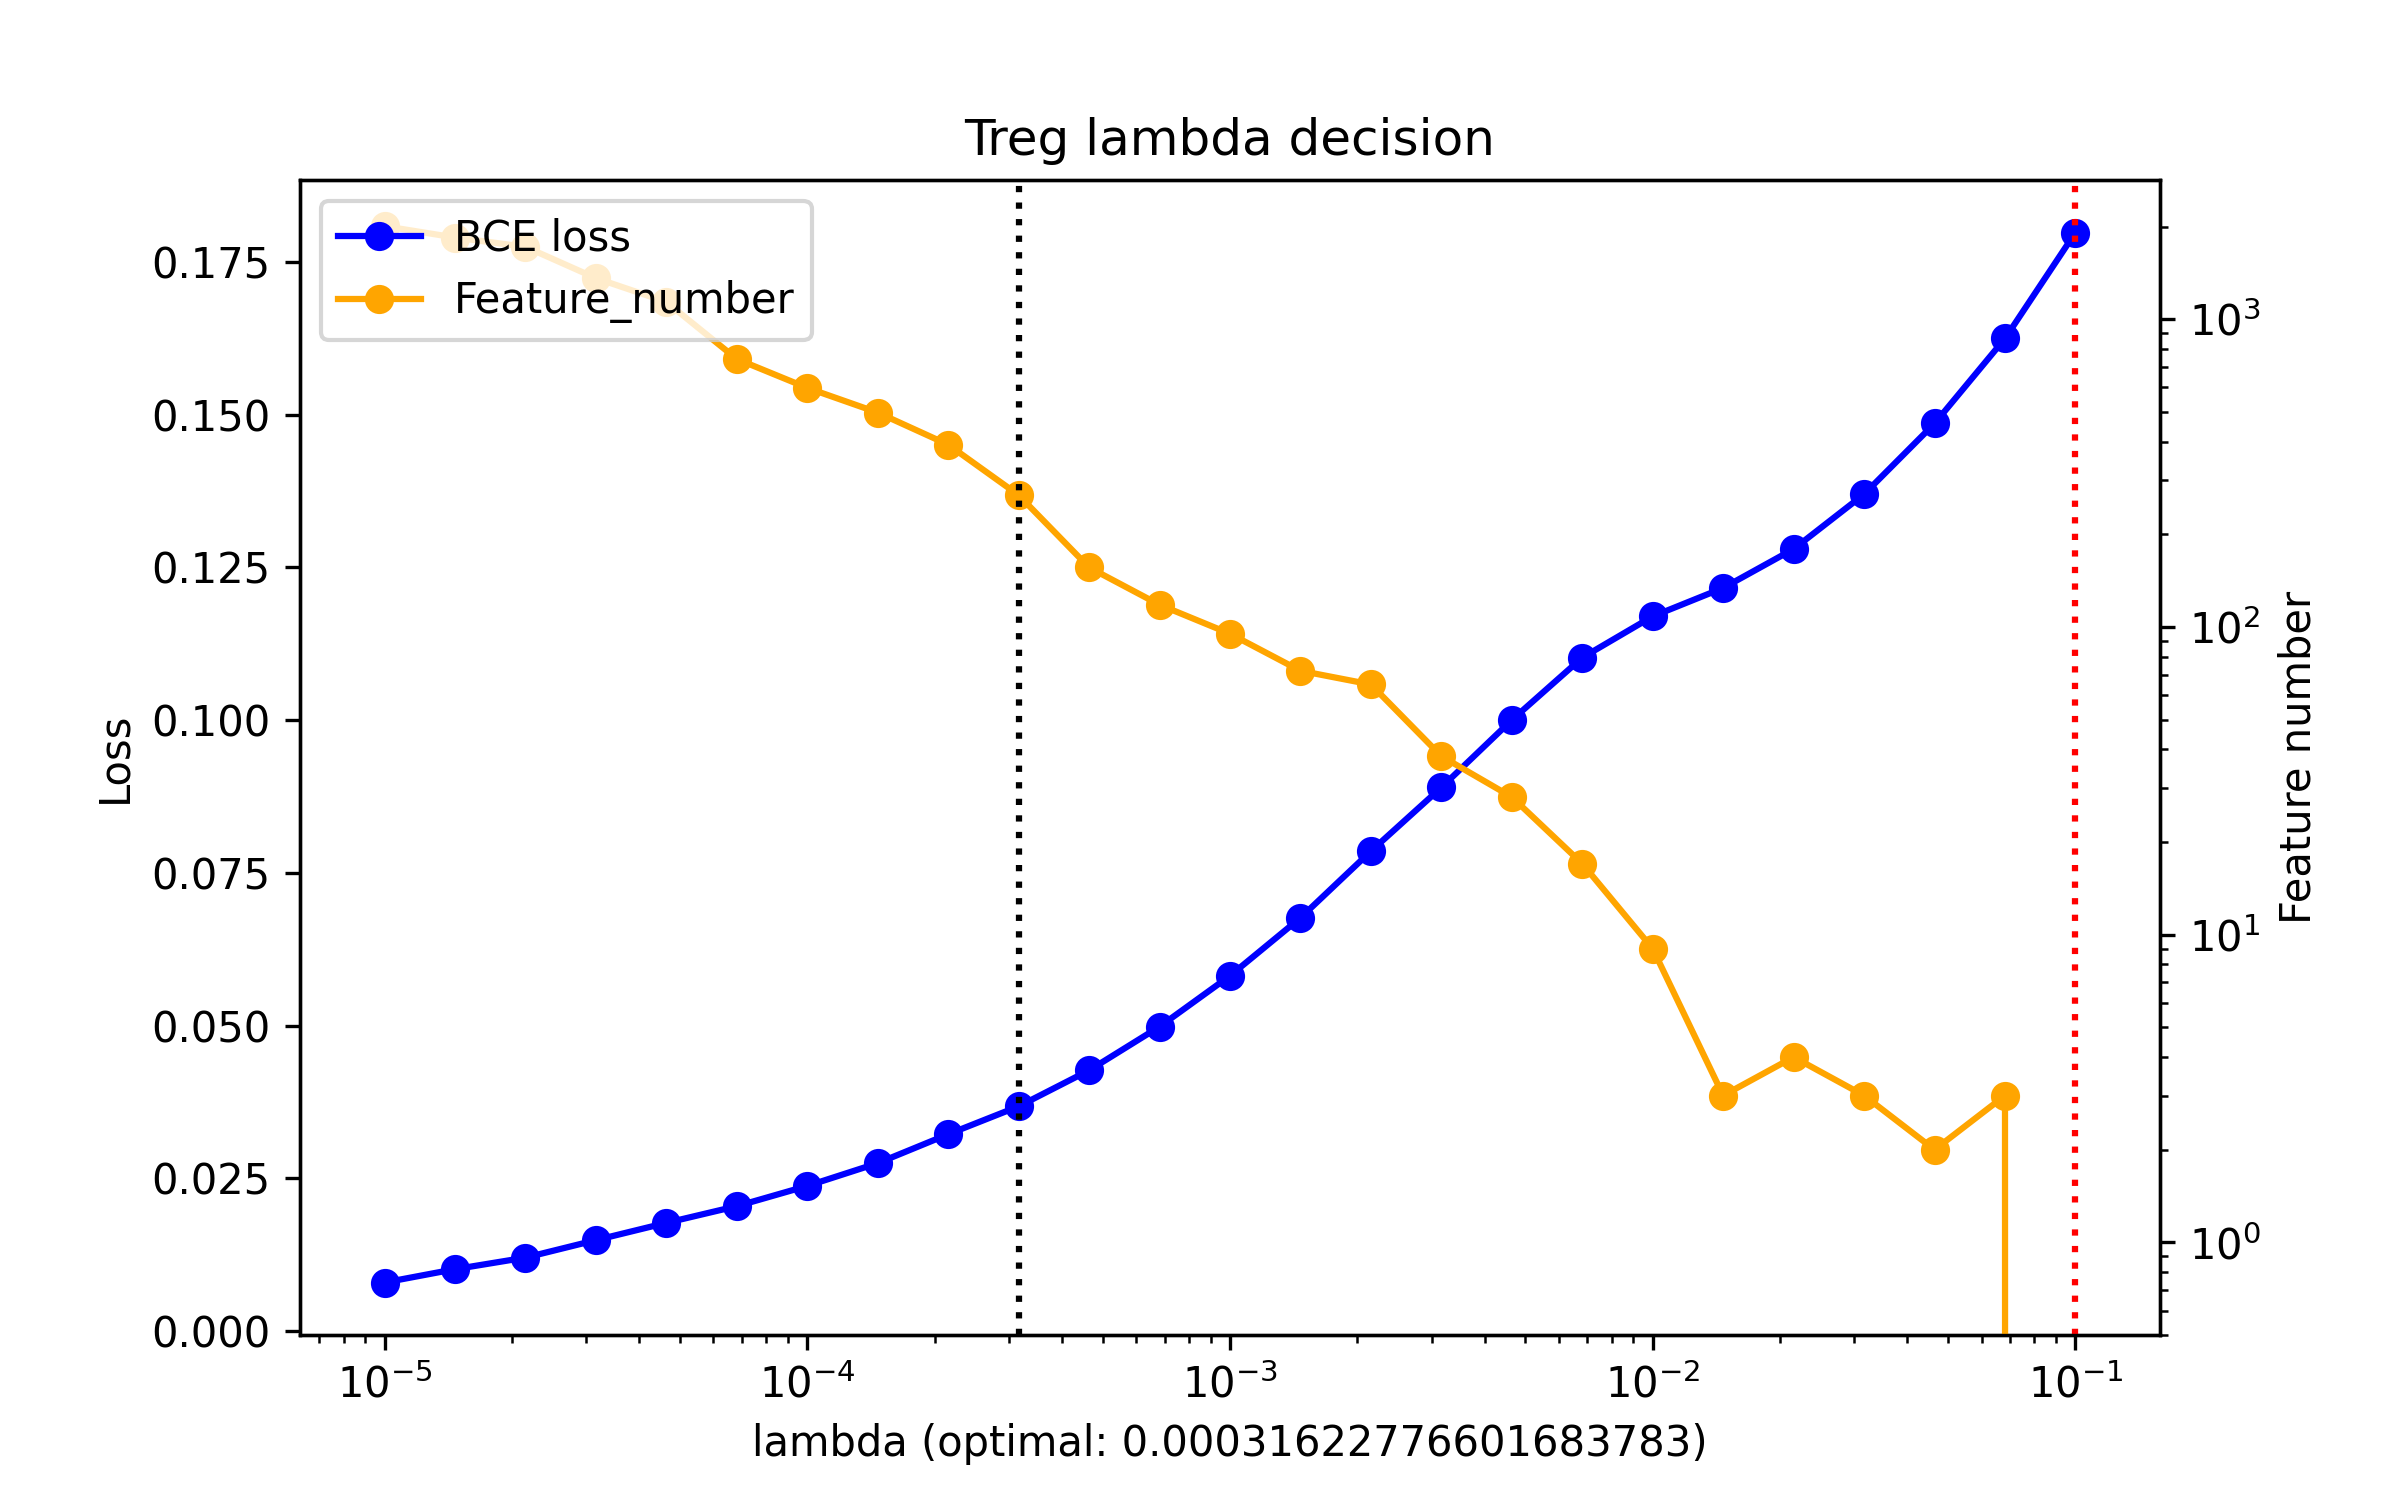 Treg lambda decision
BCE loss
Feature_number
0.175
0.150
0.125
0.100
0.075
0.050
0.025
0.000
Loss
10³
10²
10¹
10⁰
Feature number
10⁻⁵ 10⁻⁴ 10⁻³ 10⁻² 10⁻¹
lambda (optimal: 0.00031622776601683783)